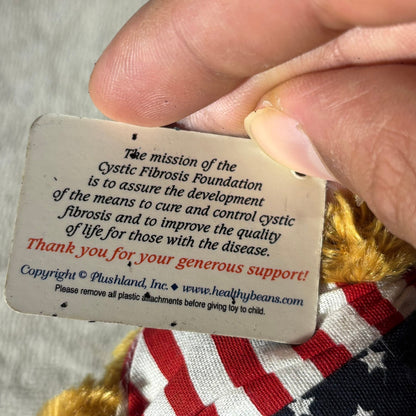 The mission of the
Cystic Fibrosis Foundation
is to assure the development
of the means to cure and control cystic
fibrosis and to improve the quality
of life for those with the disease.
Thank you for your generous support!
Copyright © Plushland, Inc.◆ www.healthybeans.com
Please remove all plastic attachments before giving toy to child.